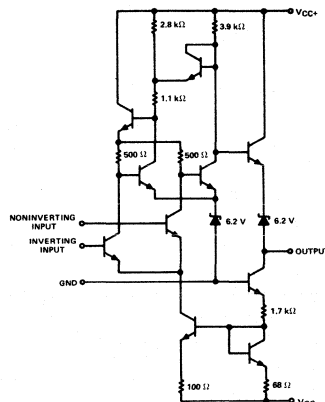 2.8 kΩ
3.9 kΩ
VCC+
1.1 kΩ
500 Ω
500 Ω
NONINVERTING
INPUT
6.2 V
6.2 V
INVERTING
INPUT
OUTPUT
GND
1.7 kΩ
100 Ω
68 Ω